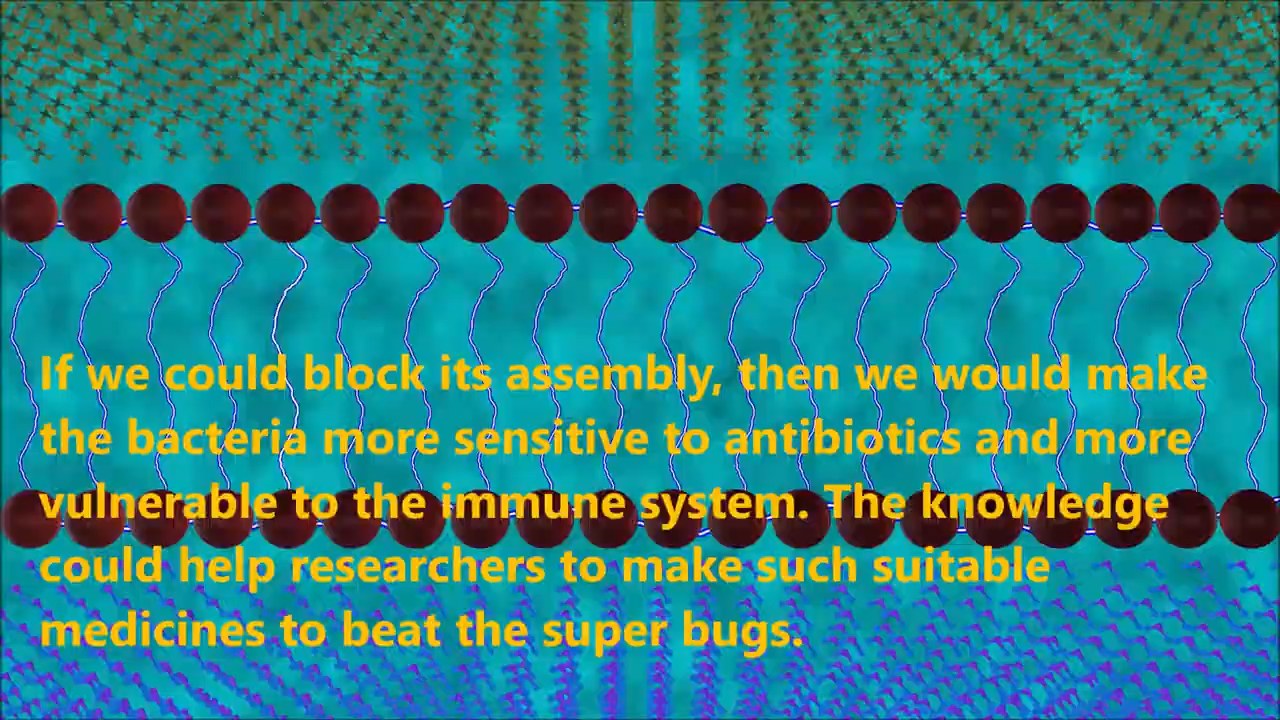 If we could block its assembly, then we would make
the bacteria more sensitive to antibiotics and more
vulnerable to the immune system. The knowledge
could help researchers to make such suitable
medicines to beat the super bugs.